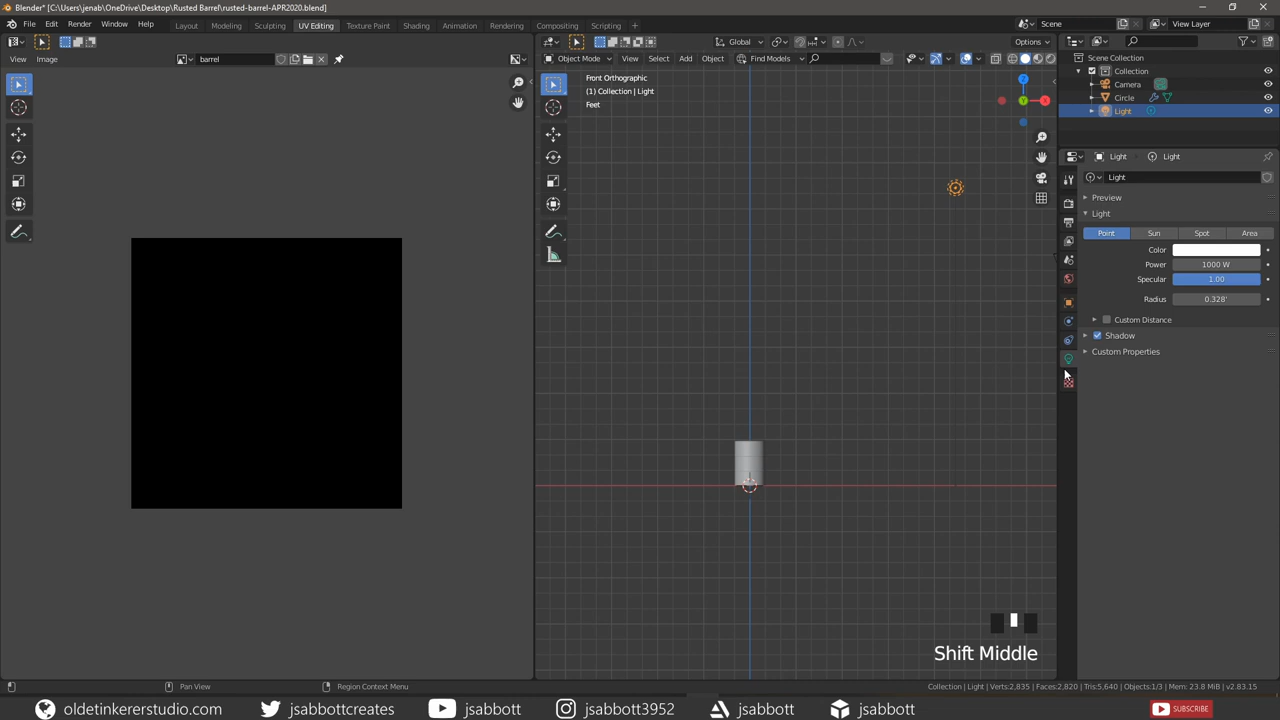 Blender* [C:\Users\jenab\OneDrive\Desktop\Rusted Barrel\rusted-barrel-APR2020.blend]
File Edit Render Window Help Layout Modeling Sculpting UV Editing Texture Paint Shading Animation Rendering Compositing Scripting Scene View Layer
Global Options
View Image barrel Object Mode View Select Add Object Find Models
Front Orthographic
(1) Collection | Light
Feet
Scene Collection
Collection
Camera
Circle
Light
Light Light
Light
Preview
Light
Point Sun Spot Area
Color
Power 1000 W
Specular 1.00
Radius 0.328'
Custom Distance
Shadow
Custom Properties
X
Y
Z
Shift Middle
Pan View Region Context Menu Collection | Light | Verts:2,835 | Faces:2,820 | Tris:5,640 | Objects:1/3 | Mem: 23.8 MiB | v2.83.15
oldetinkererstudio.com jsabbottcreates jsabbott jsabbott3952 jsabbott jsabbott SUBSCRIBE